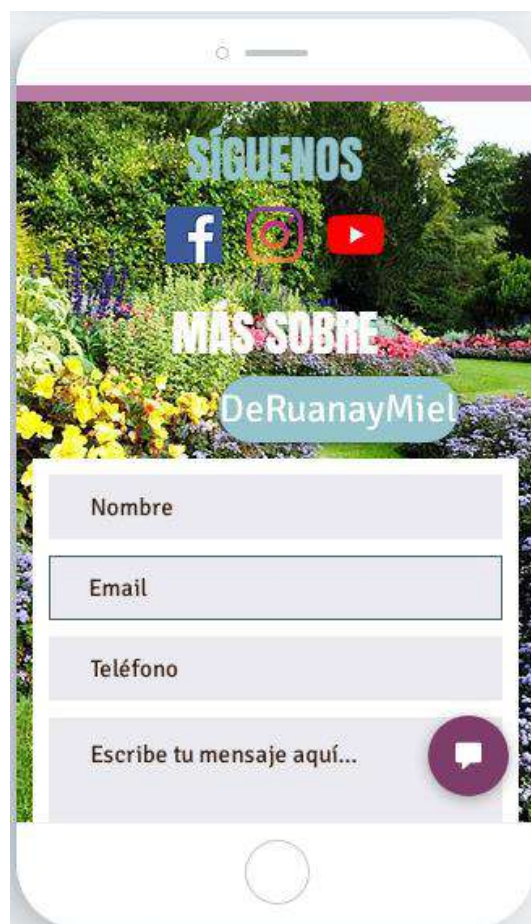 SÍGUENOS
MÁS SOBRE
DeRuanayMiel
Nombre
Email
Teléfono
Escribe tu mensaje aquí...